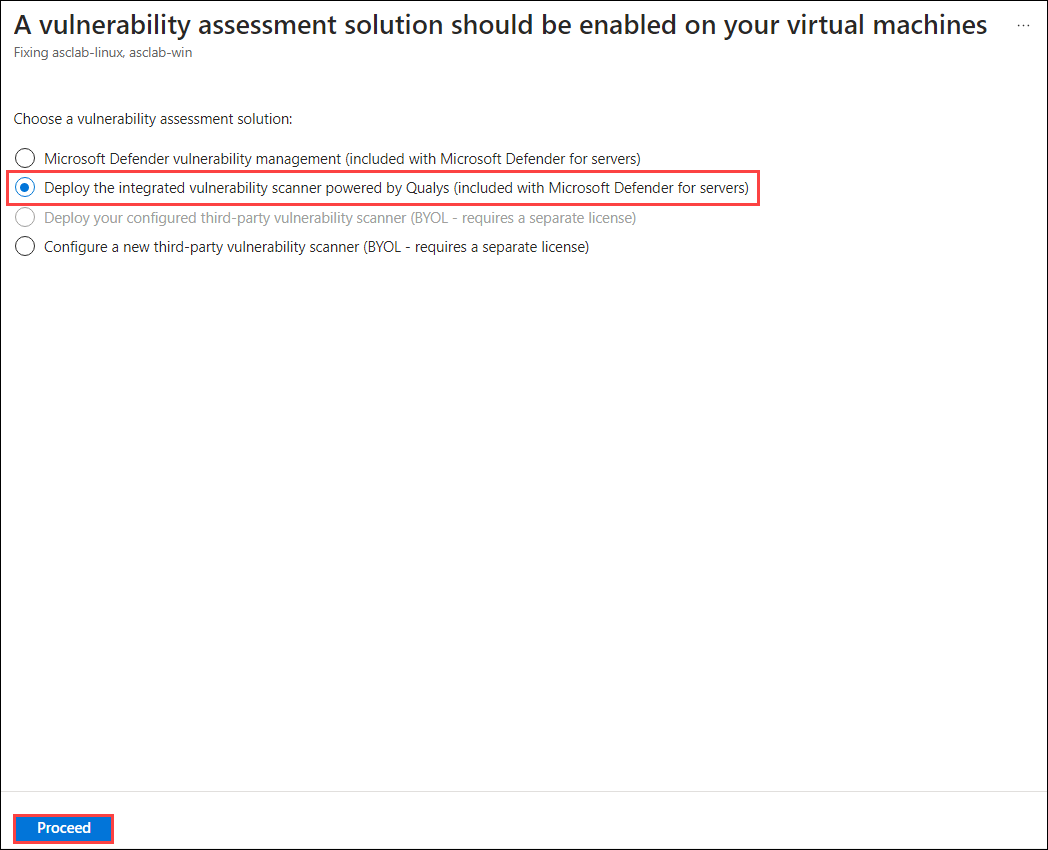 A vulnerability assessment solution should be enabled on your virtual machines ...
Fixing asclab-linux, asclab-win
Choose a vulnerability assessment solution:
Microsoft Defender vulnerability management (included with Microsoft Defender for servers)
Deploy the integrated vulnerability scanner powered by Qualys (included with Microsoft Defender for servers)
Deploy your configured third-party vulnerability scanner (BYOL - requires a separate license)
Configure a new third-party vulnerability scanner (BYOL - requires a separate license)
Proceed